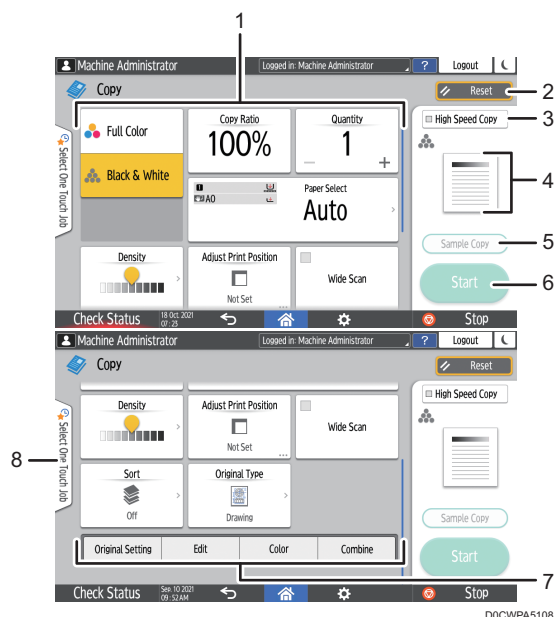 1
Machine Administrator
Logged in: Machine Administrator
?
Logout
Copy
Reset
2
Select One Touch Job
Full Color
Copy Ratio
100%
Quantity
1
High Speed Copy
3
Black & White
1
A0
Paper Select
Auto
4
Density
Adjust Print Position
Not Set
Wide Scan
Sample Copy
5
Start
6
Check Status
18 Oct. 2021
07 : 23
Stop
Machine Administrator
Logged in: Machine Administrator
?
Logout
Copy
Reset
8
Select One Touch Job
Density
Adjust Print Position
Not Set
Wide Scan
High Speed Copy
Sort
Off
Original Type
Drawing
Sample Copy
Original Setting
Edit
Color
Combine
Start
7
Check Status
Sep. 10 2021
09 : 52AM
Stop
D0CWPA5108